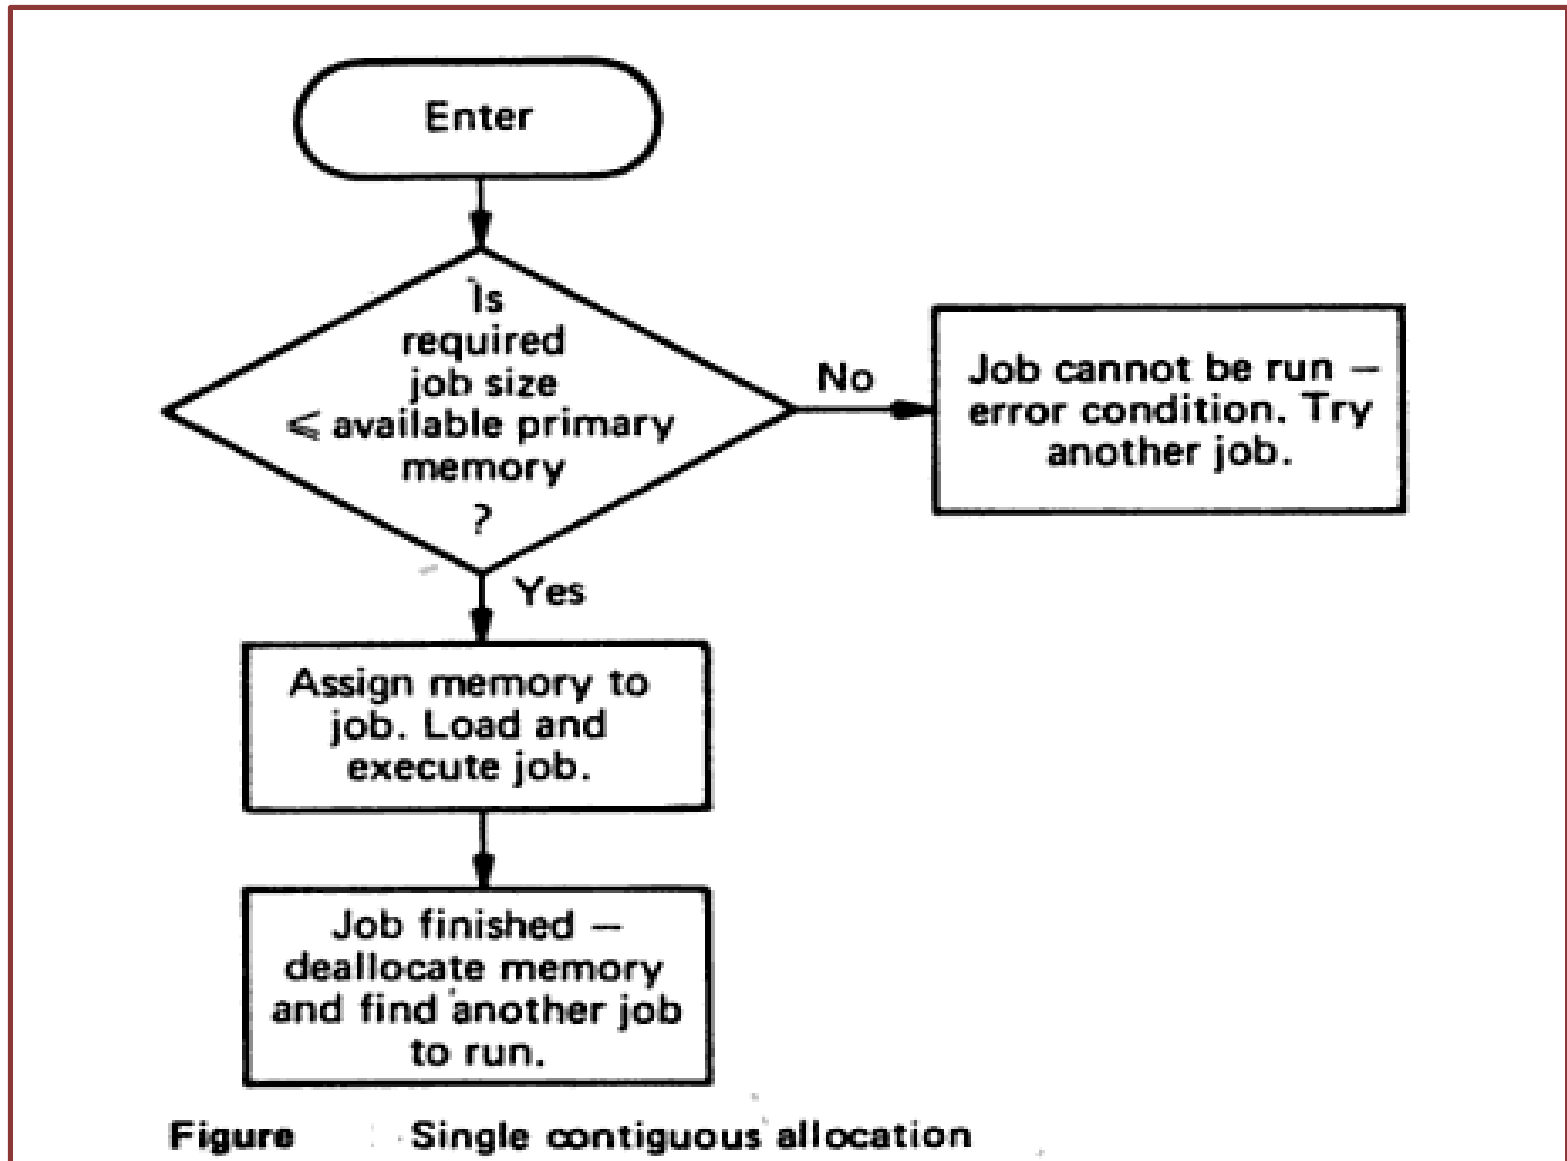 Enter
Is
required
job size
⩽ available primary
memory
?
No
Job cannot be run —
error condition. Try
another job.
Yes
Assign memory to
job. Load and
execute job.
Job finished —
deallocate memory
and find another job
to run.
Figure Single contiguous allocation